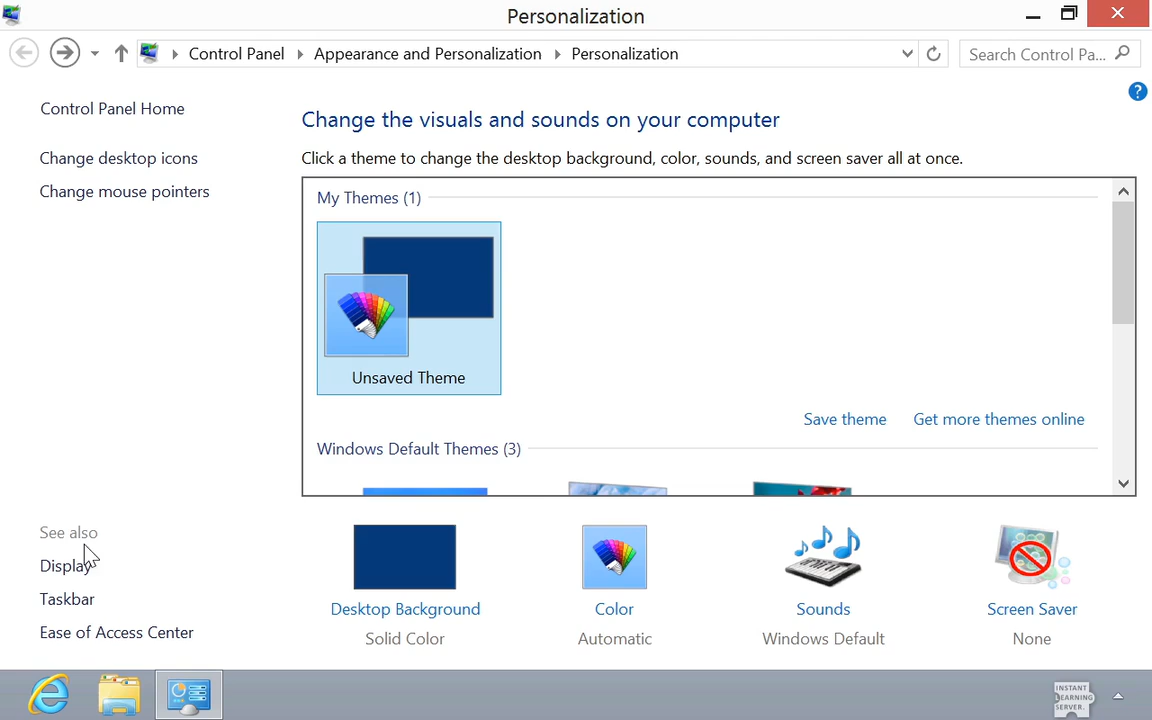 Personalization
Control Panel Appearance and Personalization Personalization
Search Control Pa...
?
Control Panel Home
Change desktop icons
Change mouse pointers
Change the visuals and sounds on your computer
Click a theme to change the desktop background, color, sounds, and screen saver all at once.
My Themes (1)
Unsaved Theme
Save theme Get more themes online
Windows Default Themes (3)
See also
Display
Taskbar
Ease of Access Center
Desktop Background
Solid Color
Color
Automatic
Sounds
Windows Default
Screen Saver
None
INSTANT
LEARNING
SERVER.